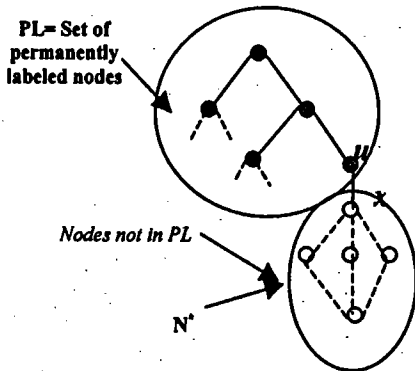 PL= Set of
permanently
labeled nodes
u
x
Nodes not in PL
N*